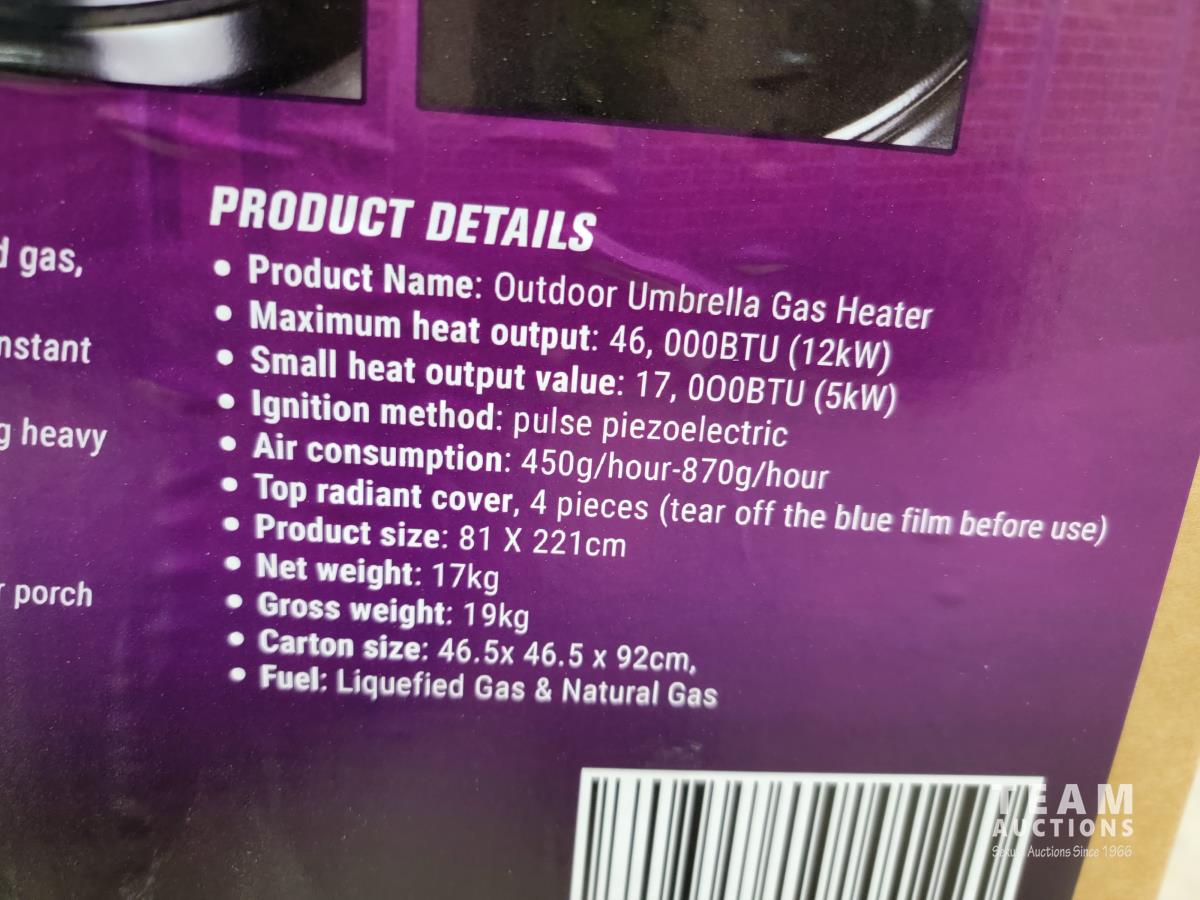 PRODUCT DETAILS
• Product Name: Outdoor Umbrella Gas Heater
• Maximum heat output: 46, 000BTU (12kW)
• Small heat output value: 17, 000BTU (5kW)
• Ignition method: pulse piezoelectric
• Air consumption: 450g/hour-870g/hour
• Top radiant cover, 4 pieces (tear off the blue film before use)
• Product size: 81 X 221cm
• Net weight: 17kg
• Gross weight: 19kg
• Carton size: 46.5x 46.5 x 92cm,
• Fuel: Liquefied Gas & Natural Gas
gas,
heavy
porch
TEAM
AUCTIONS
Auctions Since 1966